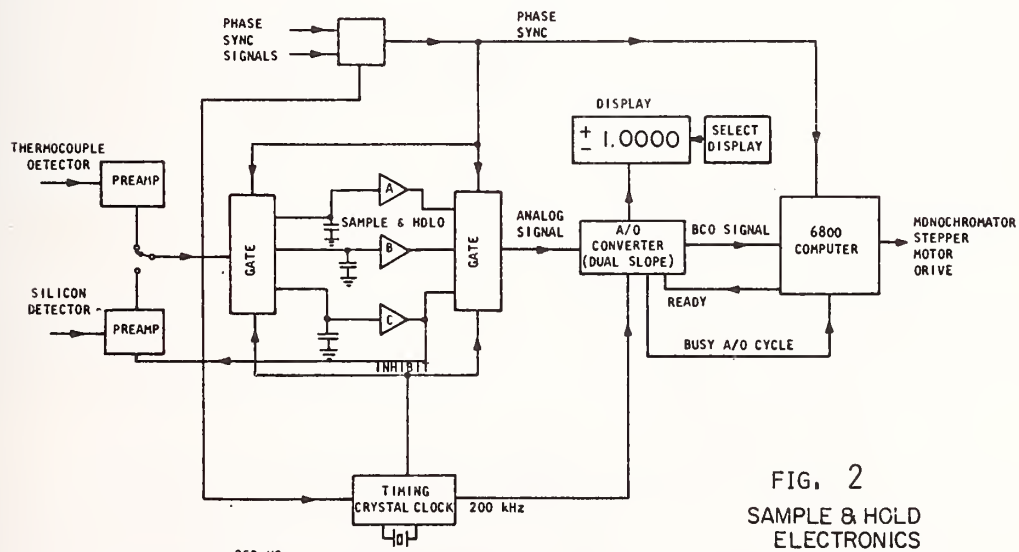 PHASE
SYNC
SIGNALS
PHASE
SYNC
DISPLAY
± 1.0000
SELECT
DISPLAY
THERMOCOUPLE
OETECTOR
PREAMP
GATE
A
SAMPLE & HOLO
B
C
GATE
ANALOG
SIGNAL
A/O
CONVERTER
(DUAL SLOPE)
BCO SIGNAL
6800
COMPUTER
MONOCHROMATOR
STEPPER
MOTOR
ORIVE
READY
BUSY A/O CYCLE
SILICON
DETECTOR
PREAMP
INHIBIT
TIMING
CRYSTAL CLOCK
200 kHz
FIG. 2
SAMPLE & HOLD
ELECTRONICS